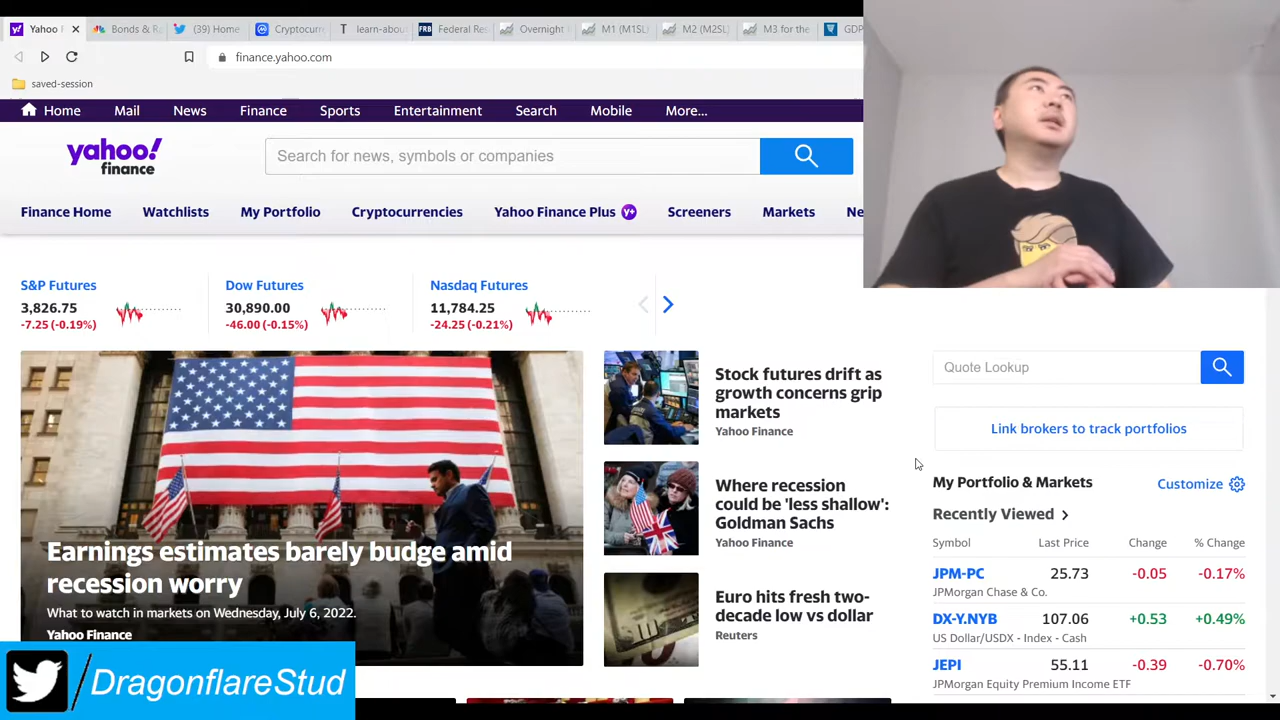 Yahoo F
Bonds & Ra
(39) Home
Cryptocurr
learn-abou
Federal Res
Overnight
M1 (M1SL)
M2 (M2SL)
M3 for the
GDP
finance.yahoo.com
saved-session
Home
Mail
News
Finance
Sports
Entertainment
Search
Mobile
More...
yahoo!
finance
Search for news, symbols or companies
Finance Home
Watchlists
My Portfolio
Cryptocurrencies
Yahoo Finance Plus y+
Screeners
Markets
Ne
S&P Futures
3,826.75
-7.25 (-0.19%)
Dow Futures
30,890.00
-46.00 (-0.15%)
Nasdaq Futures
11,784.25
-24.25 (-0.21%)
Earnings estimates barely budge amid
recession worry
What to watch in markets on Wednesday, July 6, 2022.
Yahoo Finance
Stock futures drift as
growth concerns grip
markets
Yahoo Finance
Where recession
could be 'less shallow':
Goldman Sachs
Yahoo Finance
Euro hits fresh two-
decade low vs dollar
Reuters
Quote Lookup
Link brokers to track portfolios
My Portfolio & Markets
Customize
Recently Viewed
Symbol Last Price Change % Change
JPM-PC 25.73 -0.05 -0.17%
JPMorgan Chase & Co.
DX-Y.NYB 107.06 +0.53 +0.49%
US Dollar/USDX - Index - Cash
JEPI 55.11 -0.39 -0.70%
JPMorgan Equity Premium Income ETF
/DragonflareStud